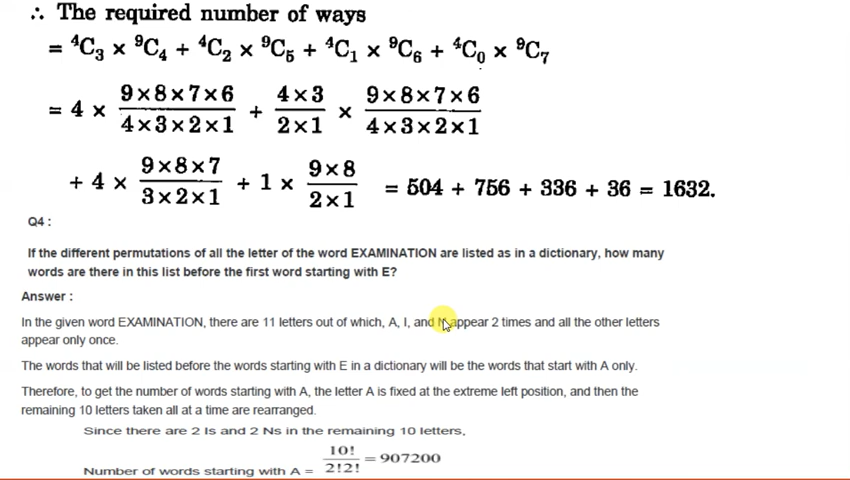 ∴ The required number of ways
= ⁴C₃ × ⁹C₄ + ⁴C₂ × ⁹C₅ + ⁴C₁ × ⁹C₆ + ⁴C₀ × ⁹C₇
= 4 × (9×8×7×6)/(4×3×2×1) + (4×3)/(2×1) × (9×8×7×6)/(4×3×2×1)
+ 4 × (9×8×7)/(3×2×1) + 1 × (9×8)/(2×1) = 504 + 756 + 336 + 36 = 1632.
Q4 :
If the different permutations of all the letter of the word EXAMINATION are listed as in a dictionary, how many
words are there in this list before the first word starting with E?
Answer :
In the given word EXAMINATION, there are 11 letters out of which, A, I, and N appear 2 times and all the other letters
appear only once.
The words that will be listed before the words starting with E in a dictionary will be the words that start with A only.
Therefore, to get the number of words starting with A, the letter A is fixed at the extreme left position, and then the
remaining 10 letters taken all at a time are rearranged.
Since there are 2 Is and 2 Ns in the remaining 10 letters,
Number of words starting with A = 10!/(2!2!) = 907200